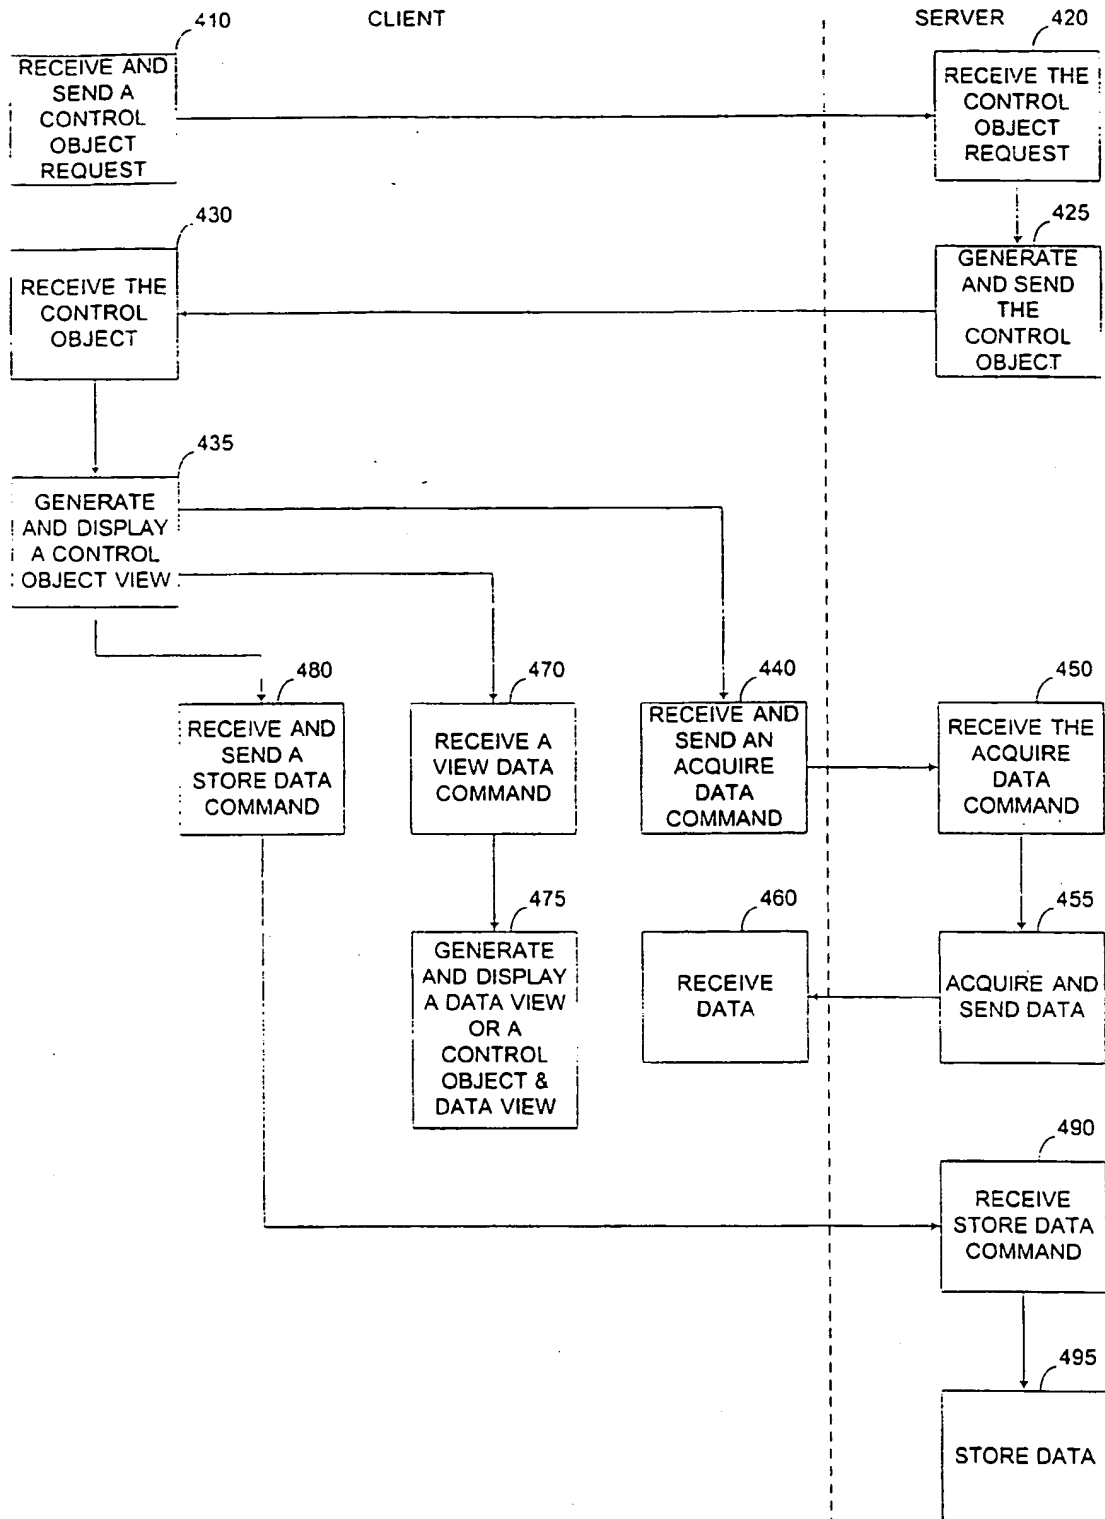 410
CLIENT
SERVER
420
RECEIVE AND
SEND A
CONTROL
OBJECT
REQUEST
RECEIVE THE
CONTROL
OBJECT
REQUEST
430
425
RECEIVE THE
CONTROL
OBJECT
GENERATE
AND SEND
THE
CONTROL
OBJECT
435
GENERATE
AND DISPLAY
A CONTROL
OBJECT VIEW
480
470
440
450
RECEIVE AND
SEND A
STORE DATA
COMMAND
RECEIVE A
VIEW DATA
COMMAND
RECEIVE AND
SEND AN
ACQUIRE
DATA
COMMAND
RECEIVE THE
ACQUIRE
DATA
COMMAND
475
460
455
GENERATE
AND DISPLAY
A DATA VIEW
OR A
CONTROL
OBJECT &
DATA VIEW
RECEIVE
DATA
ACQUIRE AND
SEND DATA
490
RECEIVE
STORE DATA
COMMAND
495
STORE DATA